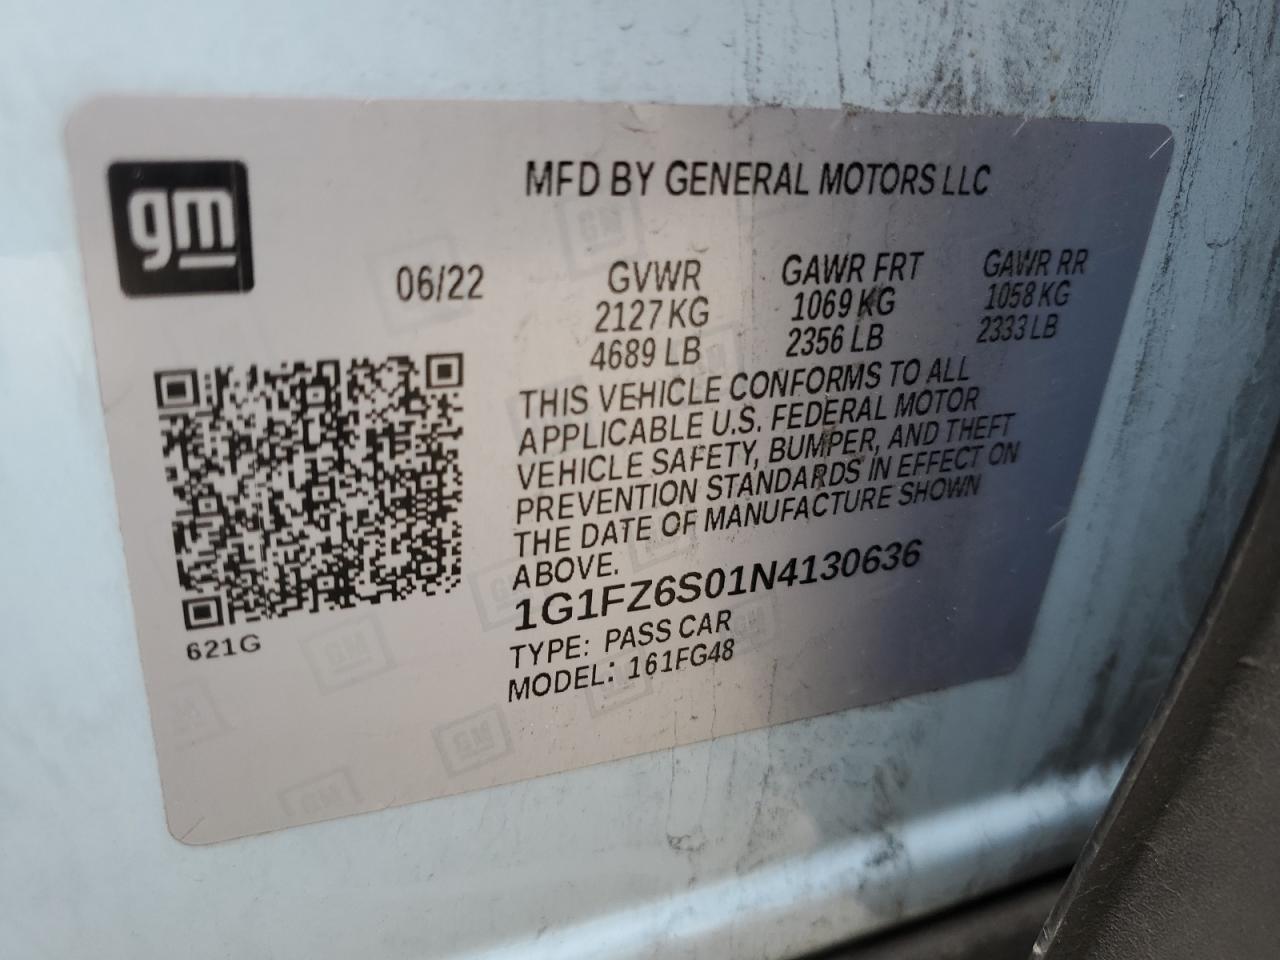 gm
MFD BY GENERAL MOTORS LLC
06/22
GVWR
2127 KG
4689 LB
GAWR FRT
1069 KG
2356 LB
GAWR RR
1058 KG
2333 LB
THIS VEHICLE CONFORMS TO ALL
APPLICABLE U.S. FEDERAL MOTOR
VEHICLE SAFETY, BUMPER, AND THEFT
PREVENTION STANDARDS IN EFFECT ON
THE DATE OF MANUFACTURE SHOWN
ABOVE.
1G1FZ6S01N4130636
TYPE: PASS CAR
MODEL: 161FG48
621G